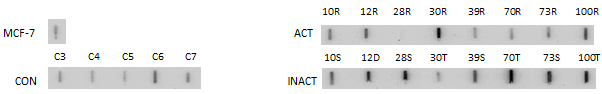 10R 12R 28R 30R 39R 70R 73R 100R
MCF-7 ACT
C3 C4 C5 C6 C7 10S 12D 28S 30T 39S 70T 73S 100T
CON INACT